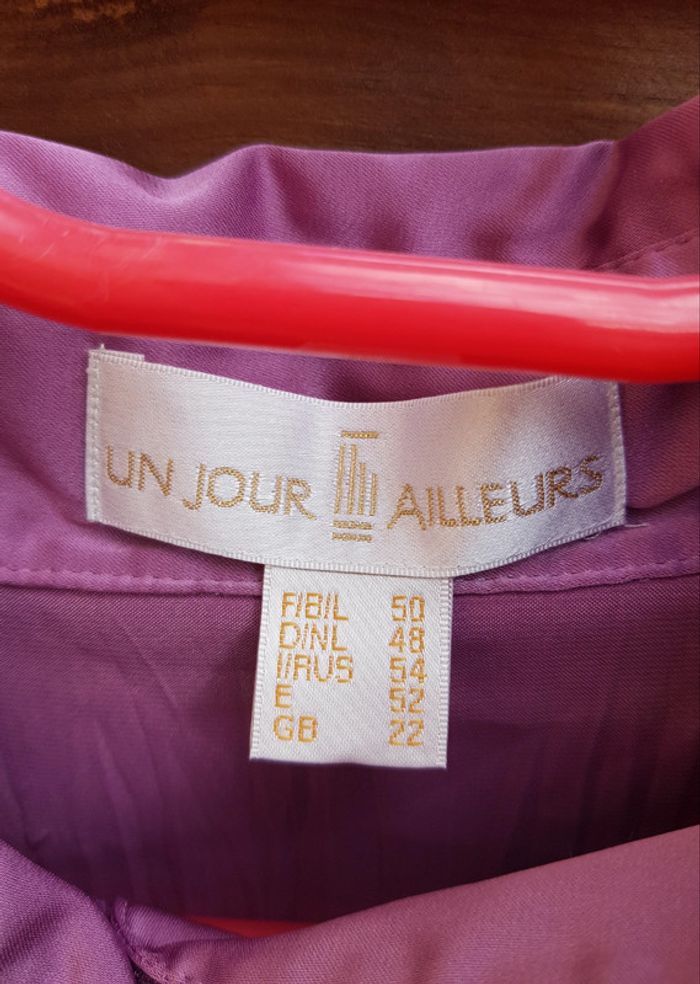 UN JOUR AILLEURS
F/B/L 50
D/NL 48
I/RUS 54
E 52
GB 22